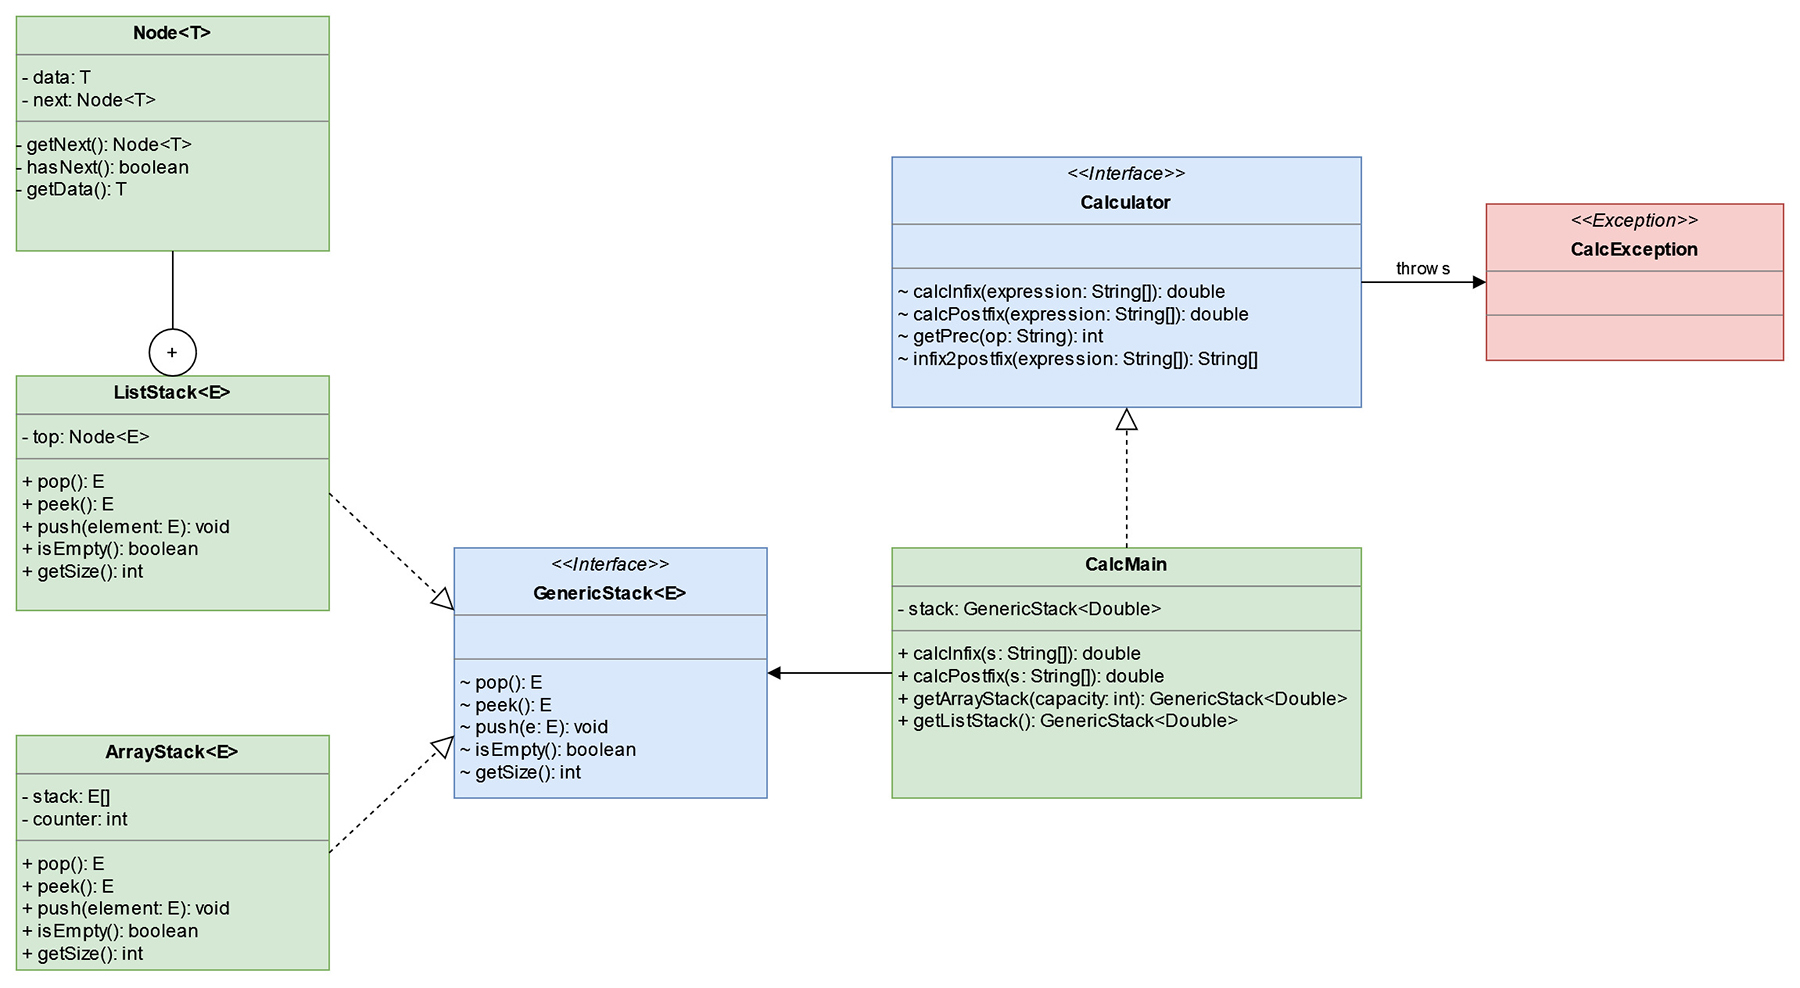 Node<T>
- data: T
- next: Node<T>
- getNext(): Node<T>
- hasNext(): boolean
- getData(): T
+
ListStack<E>
- top: Node<E>
+ pop(): E
+ peek(): E
+ push(element: E): void
+ isEmpty(): boolean
+ getSize(): int
ArrayStack<E>
- stack: E[]
- counter: int
+ pop(): E
+ peek(): E
+ push(element: E): void
+ isEmpty(): boolean
+ getSize(): int
<<Interface>>
GenericStack<E>
~ pop(): E
~ peek(): E
~ push(e: E): void
~ isEmpty(): boolean
~ getSize(): int
<<Interface>>
Calculator
~ calcInfix(expression: String[]): double
~ calcPostfix(expression: String[]): double
~ getPrec(op: String): int
~ infix2postfix(expression: String[]): String[]
throws
<<Exception>>
CalcException
CalcMain
- stack: GenericStack<Double>
+ calcInfix(s: String[]): double
+ calcPostfix(s: String[]): double
+ getArrayStack(capacity: int): GenericStack<Double>
+ getListStack(): GenericStack<Double>